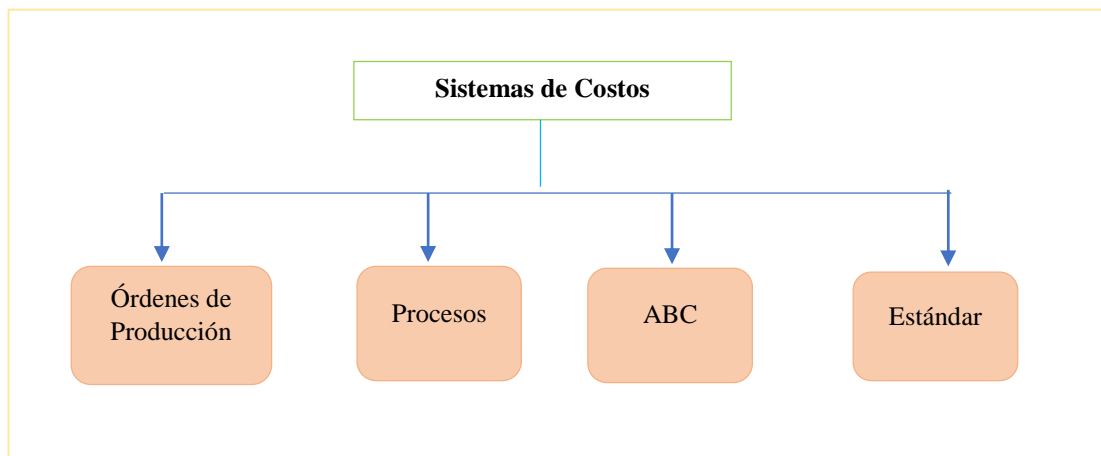 Sistemas de Costos
Órdenes de
Producción
Procesos
ABC
Estándar